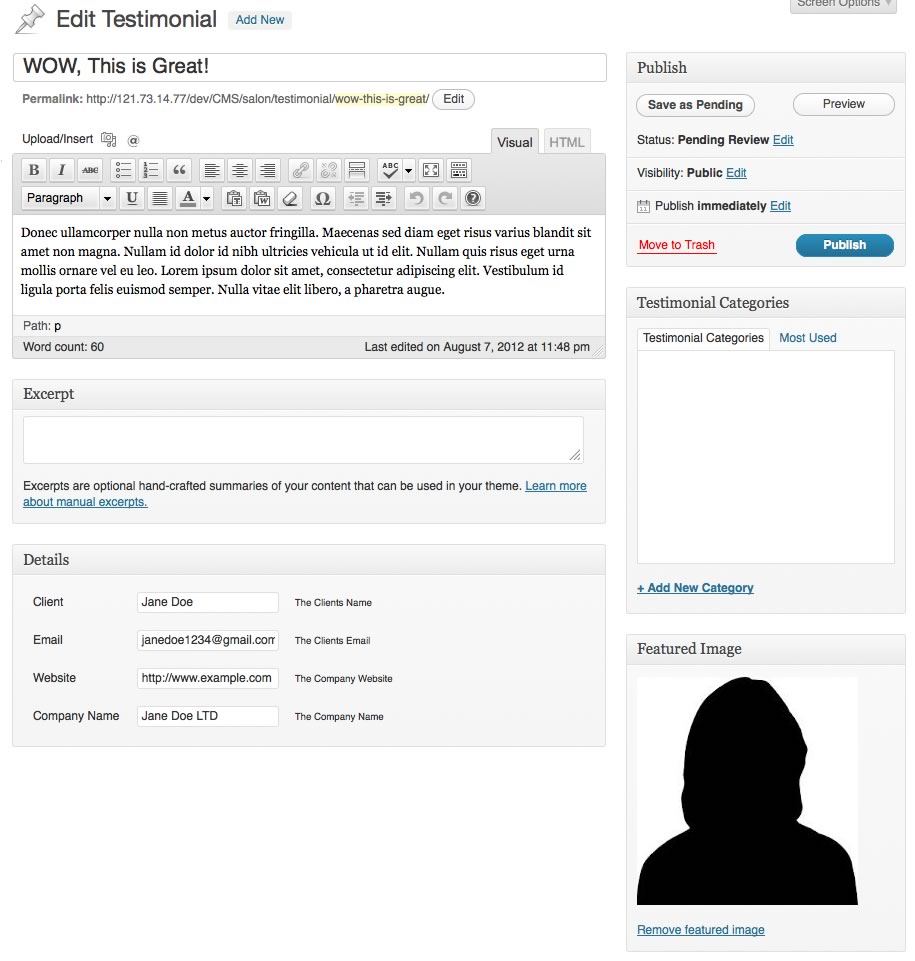 Screen Options
Edit Testimonial Add New
WOW, This is Great!
Permalink: http://121.73.14.77/dev/CMS/salon/testimonial/wow-this-is-great/ Edit
Upload/Insert @
Visual HTML
B I ABC ABC
Paragraph U A T W Ω ?
Donec ullamcorper nulla non metus auctor fringilla. Maecenas sed diam eget risus varius blandit sit
amet non magna. Nullam id dolor id nibh ultricies vehicula ut id elit. Nullam quis risus eget urna
mollis ornare vel eu leo. Lorem ipsum dolor sit amet, consectetur adipiscing elit. Vestibulum id
ligula porta felis euismod semper. Nulla vitae elit libero, a pharetra augue.
Path: p
Word count: 60 Last edited on August 7, 2012 at 11:48 pm
Excerpt
Excerpts are optional hand-crafted summaries of your content that can be used in your theme. Learn more
about manual excerpts.
Details
Client Jane Doe The Clients Name
Email janedoe1234@gmail.com The Clients Email
Website http://www.example.com The Company Website
Company Name Jane Doe LTD The Company Name
Publish
Save as Pending Preview
Status: Pending Review Edit
Visibility: Public Edit
Publish immediately Edit
Move to Trash Publish
Testimonial Categories
Testimonial Categories Most Used
+ Add New Category
Featured Image
Remove featured image